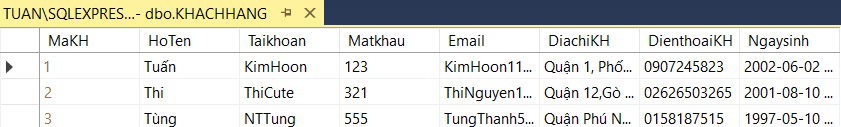 TUAN\SQLEXPRES...- dbo.KHACHHANG
MaKH HoTen Taikhoan Matkhau Email DiachiKH DienthoaiKH Ngaysinh
1 Tuấn KimHoon 123 KimHoon11... Quận 1, Phố... 0907245823 2002-06-02 ...
2 Thi ThiCute 321 ThiNguyen1... Quận 12,Gò ... 02626503265 2001-08-10 ...
3 Tùng NTTung 555 TungThanh5... Quận Phú N... 0158187515 1997-05-10 ...